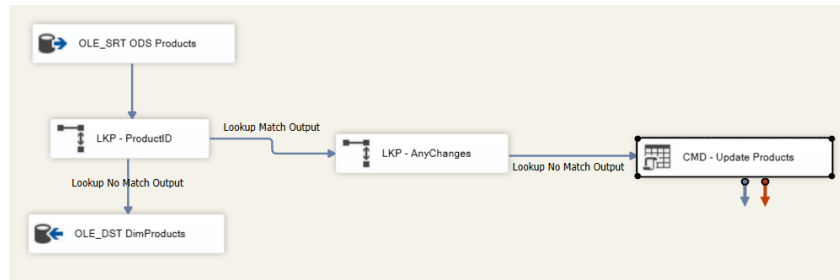 OLE_SRT ODS Products
LKP - ProductID
Lookup Match Output
LKP - AnyChanges
Lookup No Match Output
CMD - Update Products
Lookup No Match Output
OLE_DST DimProducts